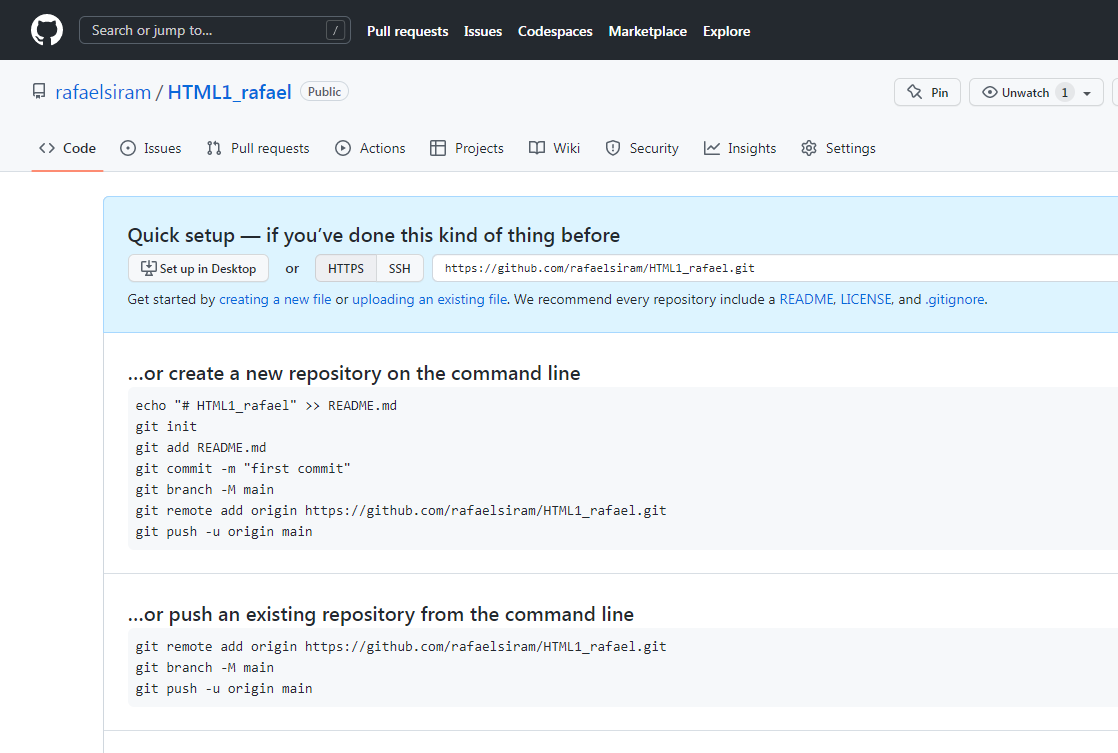 Search or jump to... /
Pull requests Issues Codespaces Marketplace Explore
rafaelsiram / HTML1_rafael Public
Pin Unwatch 1
Code Issues Pull requests Actions Projects Wiki Security Insights Settings
Quick setup — if you've done this kind of thing before
Set up in Desktop or HTTPS SSH https://github.com/rafaelsiram/HTML1_rafael.git
Get started by creating a new file or uploading an existing file. We recommend every repository include a README, LICENSE, and .gitignore.
…or create a new repository on the command line
echo "# HTML1_rafael" >> README.md
git init
git add README.md
git commit -m "first commit"
git branch -M main
git remote add origin https://github.com/rafaelsiram/HTML1_rafael.git
git push -u origin main
…or push an existing repository from the command line
git remote add origin https://github.com/rafaelsiram/HTML1_rafael.git
git branch -M main
git push -u origin main